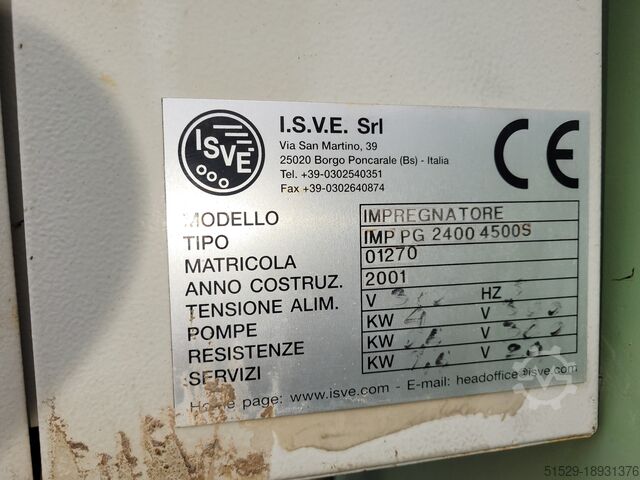 ISVE
I.S.V.E. Srl
Via San Martino, 39
25020 Borgo Poncarale (Bs) - Italia
Tel. +39-0302540351
Fax +39-0302640874
CE
MODELLO IMPREGNATORE
TIPO IMP PG 2400 4500S
MATRICOLA 01270
ANNO COSTRUZ. 2001
TENSIONE ALIM. V HZ
POMPE KW 4 V
RESISTENZE KW V
SERVIZI KW V
Home page: www.isve.com - E-mail: headoffice@isve.com
51529-18931376